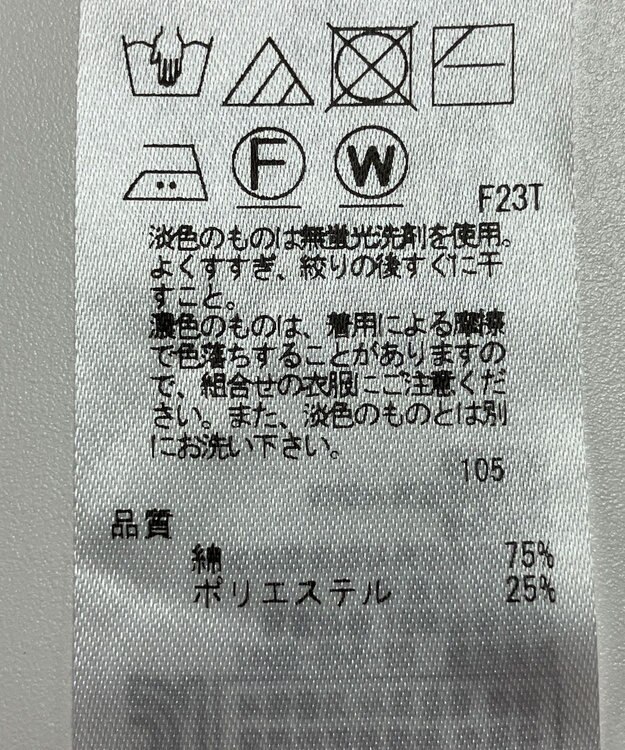 F
W
F23T
淡色のものは無蛍光洗剤を使用。
よくすすぎ、絞りの後すぐに干
すこと。
濃色のものは、着用による摩擦
で色落ちすることがありますの
で、組合せの衣服にご注意くだ
さい。また、淡色のものとは別
にお洗い下さい。
105
品質
綿 75%
ポリエステル 25%